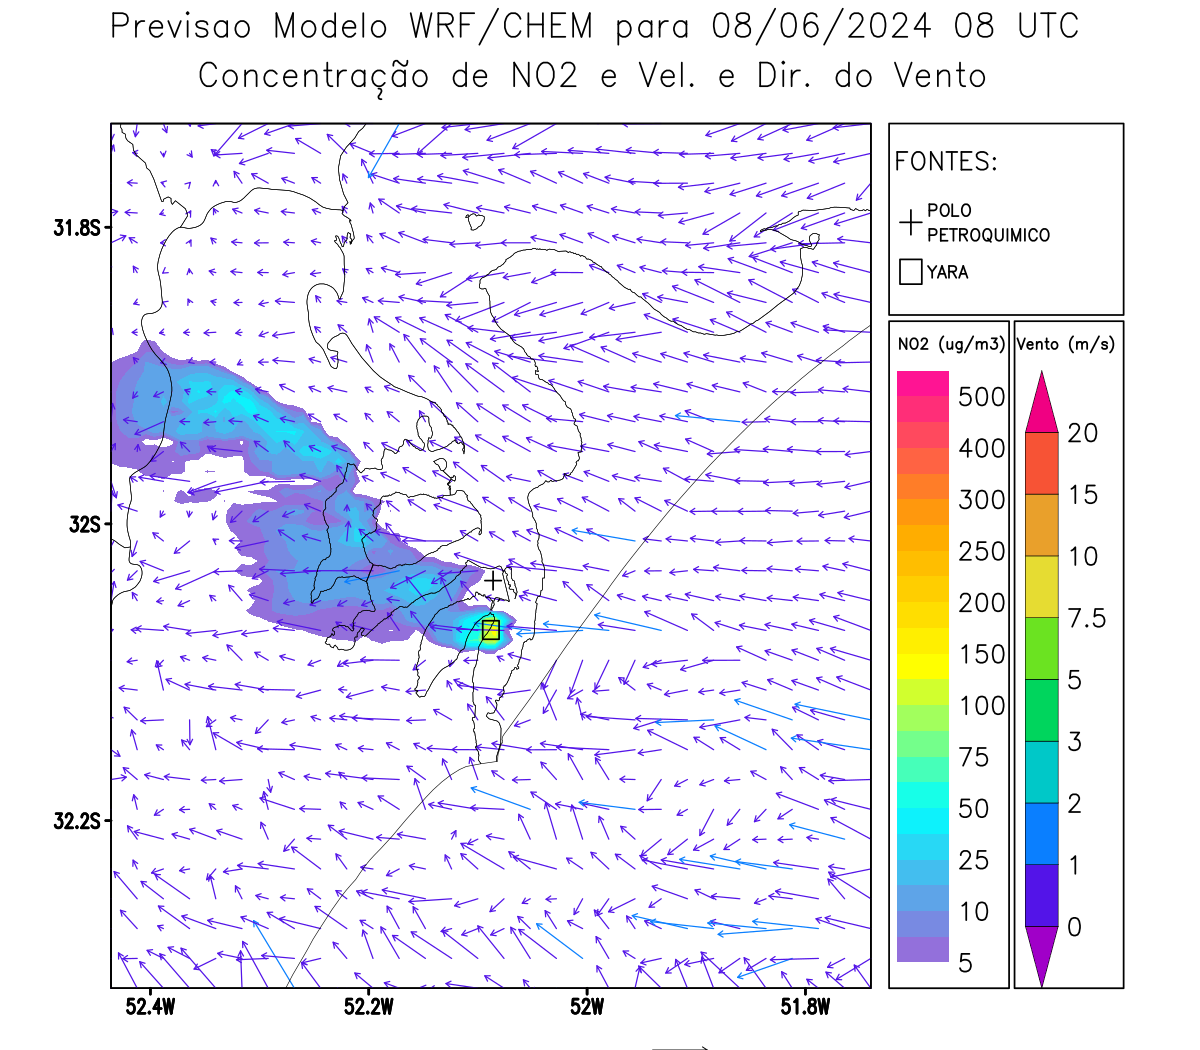 Previsao Modelo WRF/CHEM para 08/06/2024 08 UTC
Concentração de NO2 e Vel. e Dir. do Vento
FONTES:
POLO
PETROQUIMICO
YARA
NO2 (ug/m3)
500
400
300
250
200
150
100
75
50
25
10
5
Vento (m/s)
20
15
10
7.5
5
3
2
1
0
31.8S
32S
32.2S
52.4W
52.2W
52W
51.8W